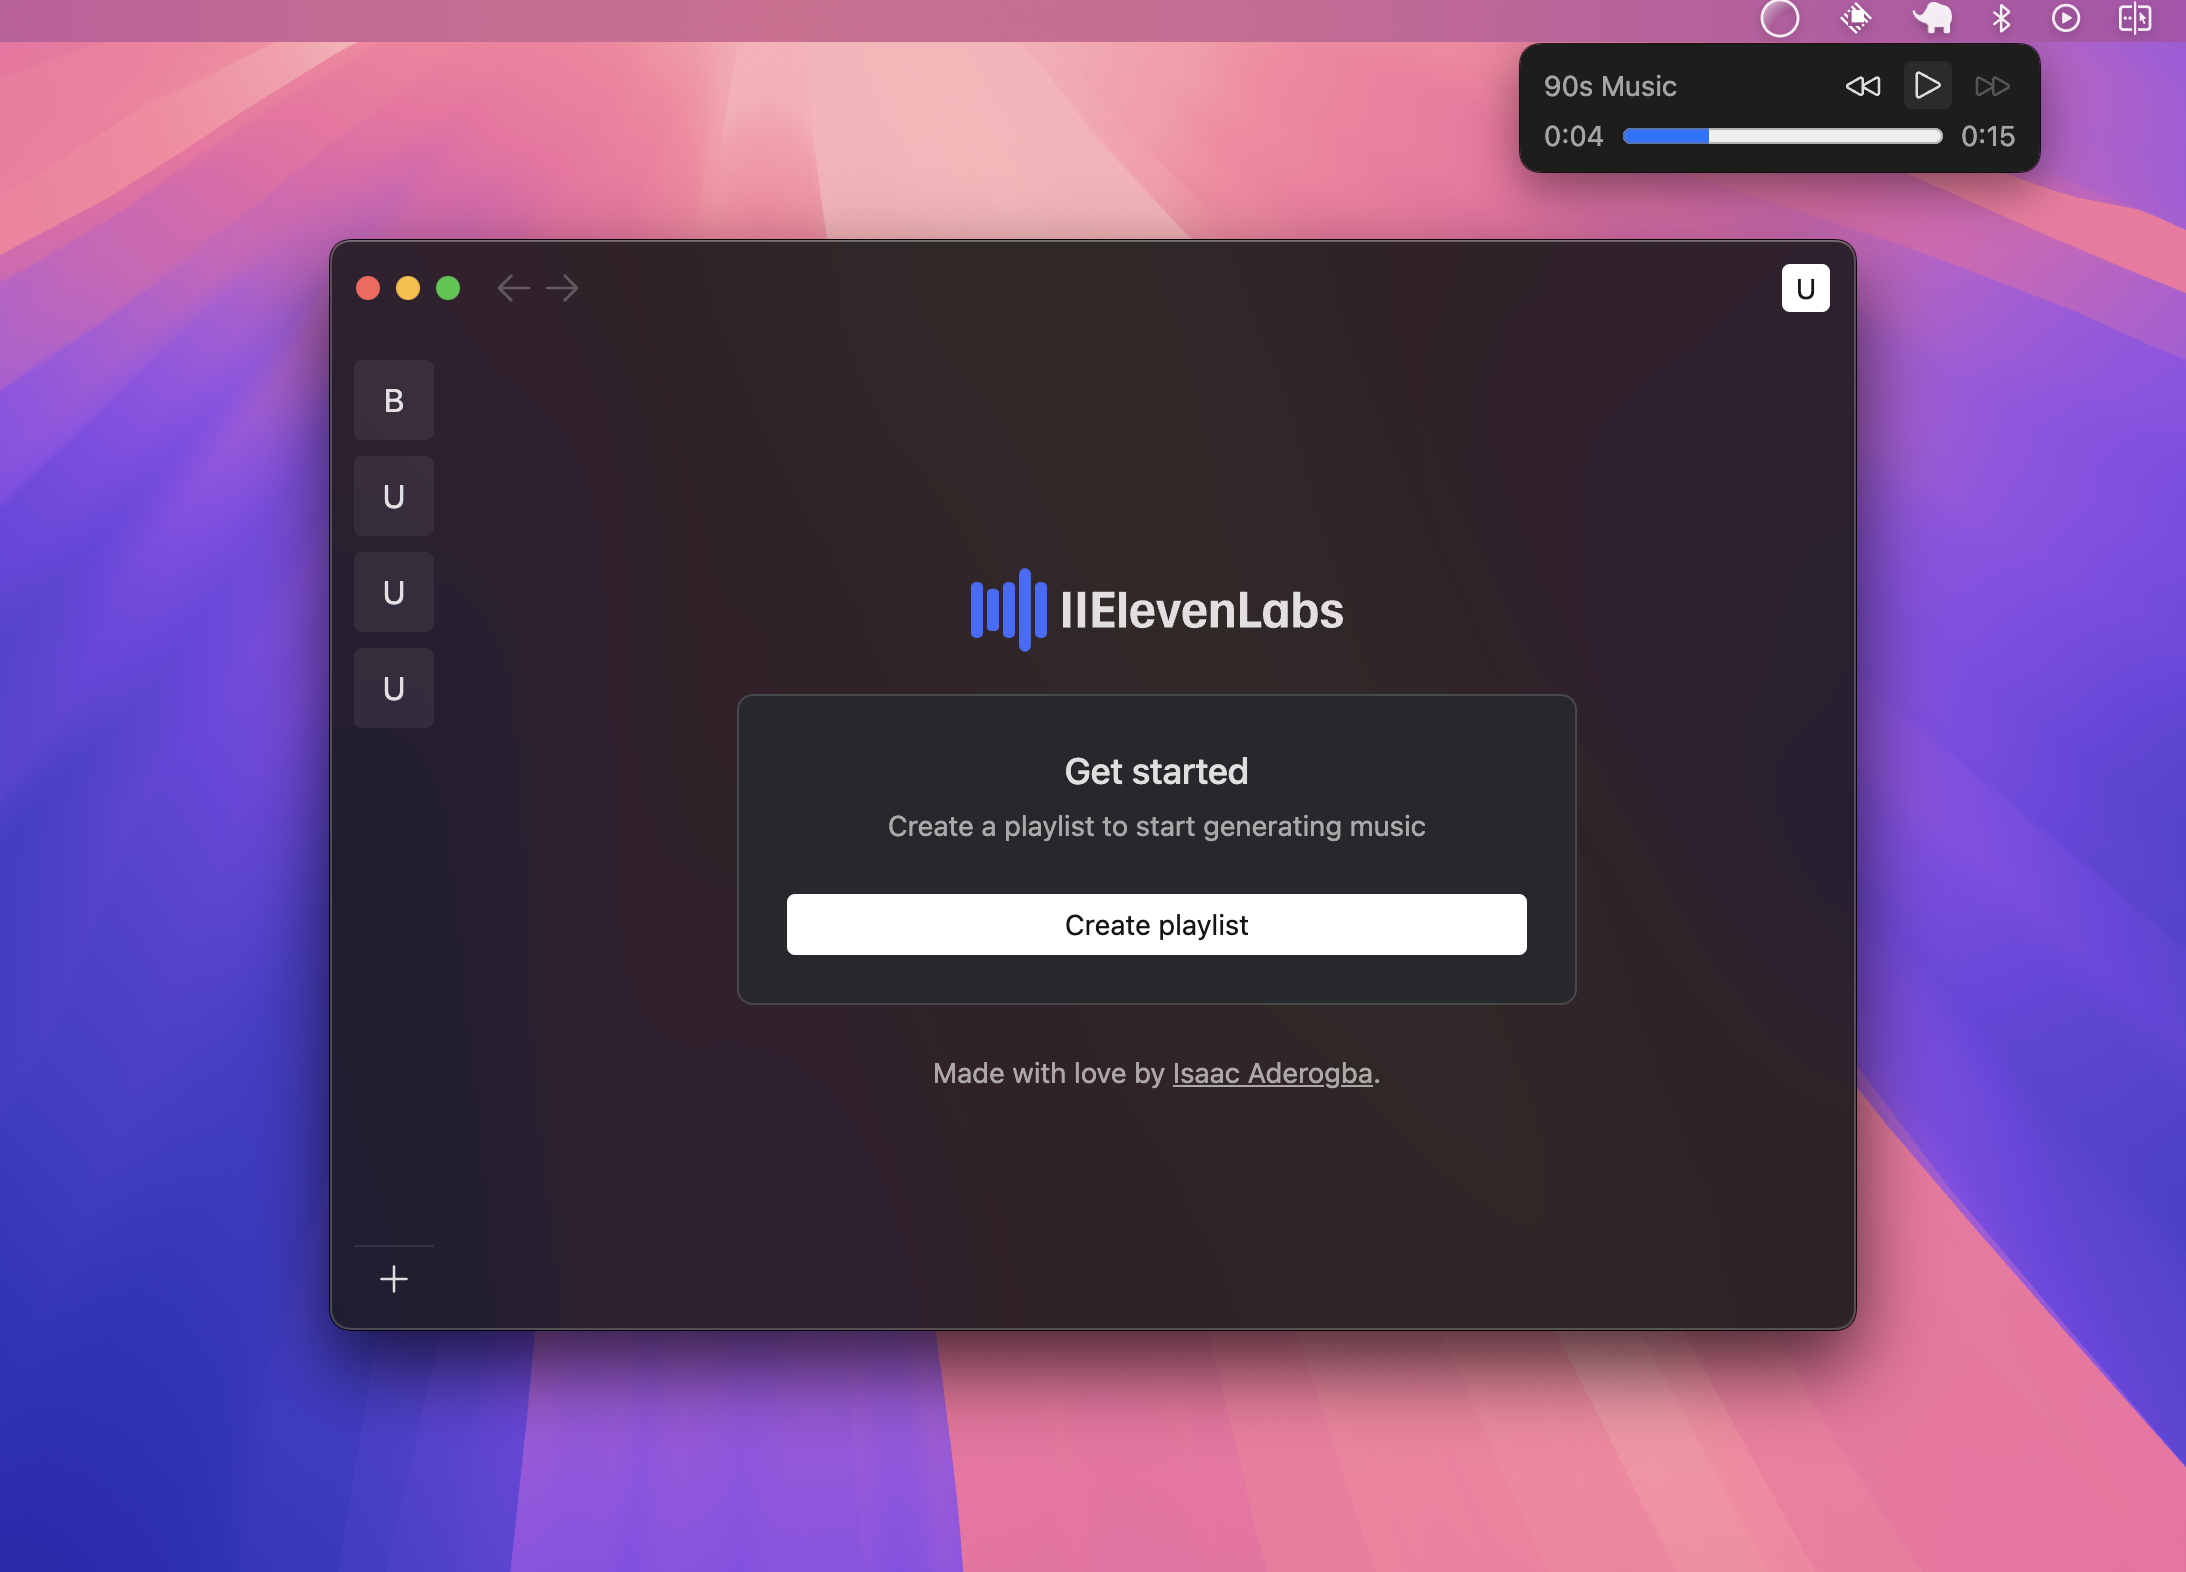 90s Music
0:04
0:15
U
B
U
U
U
IIElevenLabs
Get started
Create a playlist to start generating music
Create playlist
Made with love by Isaac Aderogba.